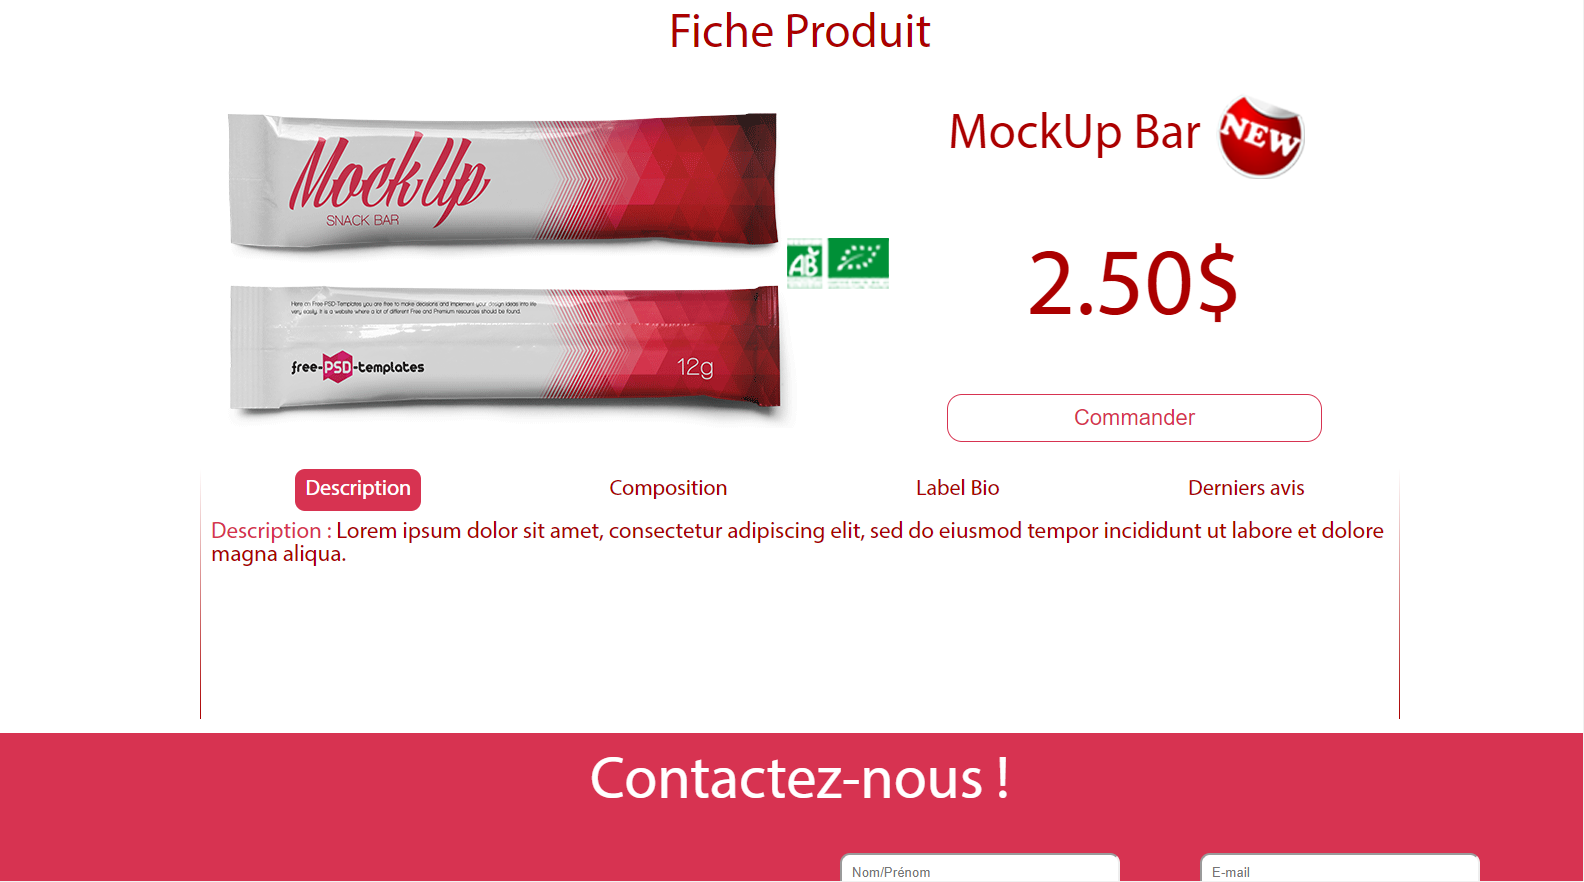 Fiche Produit
MockUp
SNACK BAR
MockUp Bar
NEW
AB
2.50$
Here on Free-PSD-Templates you are free to make decisions and implement your design ideas into life
very easily. It is a website where a lot of different Free and Premium resources should be found.
free-PSD-templates
12g
Commander
Description
Composition
Label Bio
Derniers avis
Description : Lorem ipsum dolor sit amet, consectetur adipiscing elit, sed do eiusmod tempor incididunt ut labore et dolore
magna aliqua.
Contactez-nous !
Nom/Prénom
E-mail